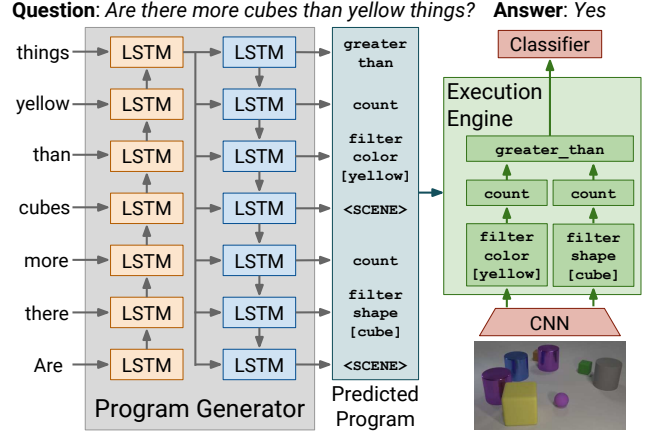 Question: Are there more cubes than yellow things? Answer: Yes
things
yellow
than
cubes
more
there
Are
LSTM
LSTM
LSTM
LSTM
LSTM
LSTM
LSTM
LSTM
LSTM
LSTM
LSTM
LSTM
LSTM
LSTM
Program Generator
greater
than
count
filter
color
[yellow]
<SCENE>
count
filter
shape
[cube]
<SCENE>
Predicted
Program
Classifier
Execution
Engine
greater_than
count
count
filter
color
[yellow]
filter
shape
[cube]
CNN